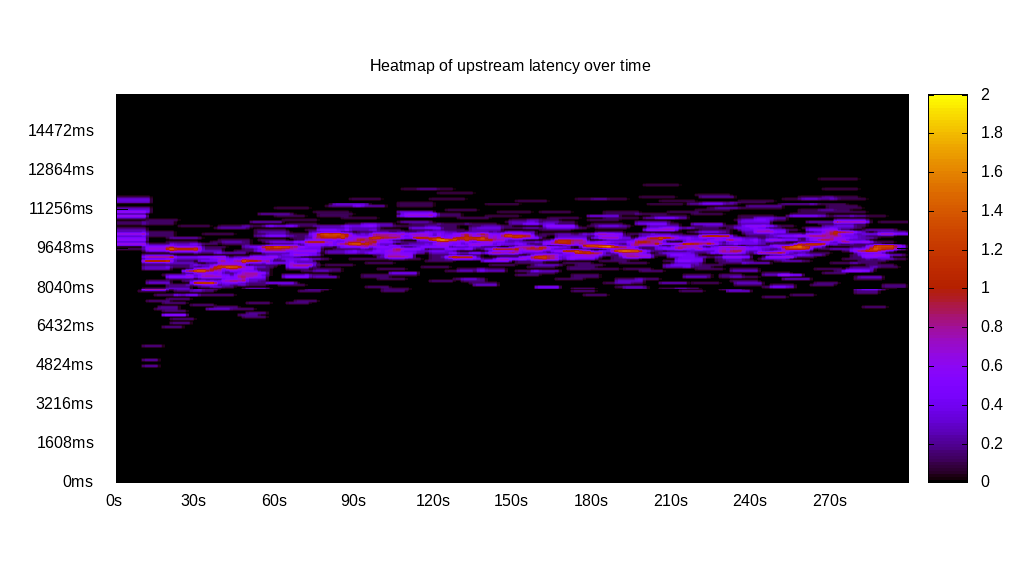 Heatmap of upstream latency over time
14472ms
12864ms
11256ms
9648ms
8040ms
6432ms
4824ms
3216ms
1608ms
0ms
0s 30s 60s 90s 120s 150s 180s 210s 240s 270s
2
1.8
1.6
1.4
1.2
1
0.8
0.6
0.4
0.2
0